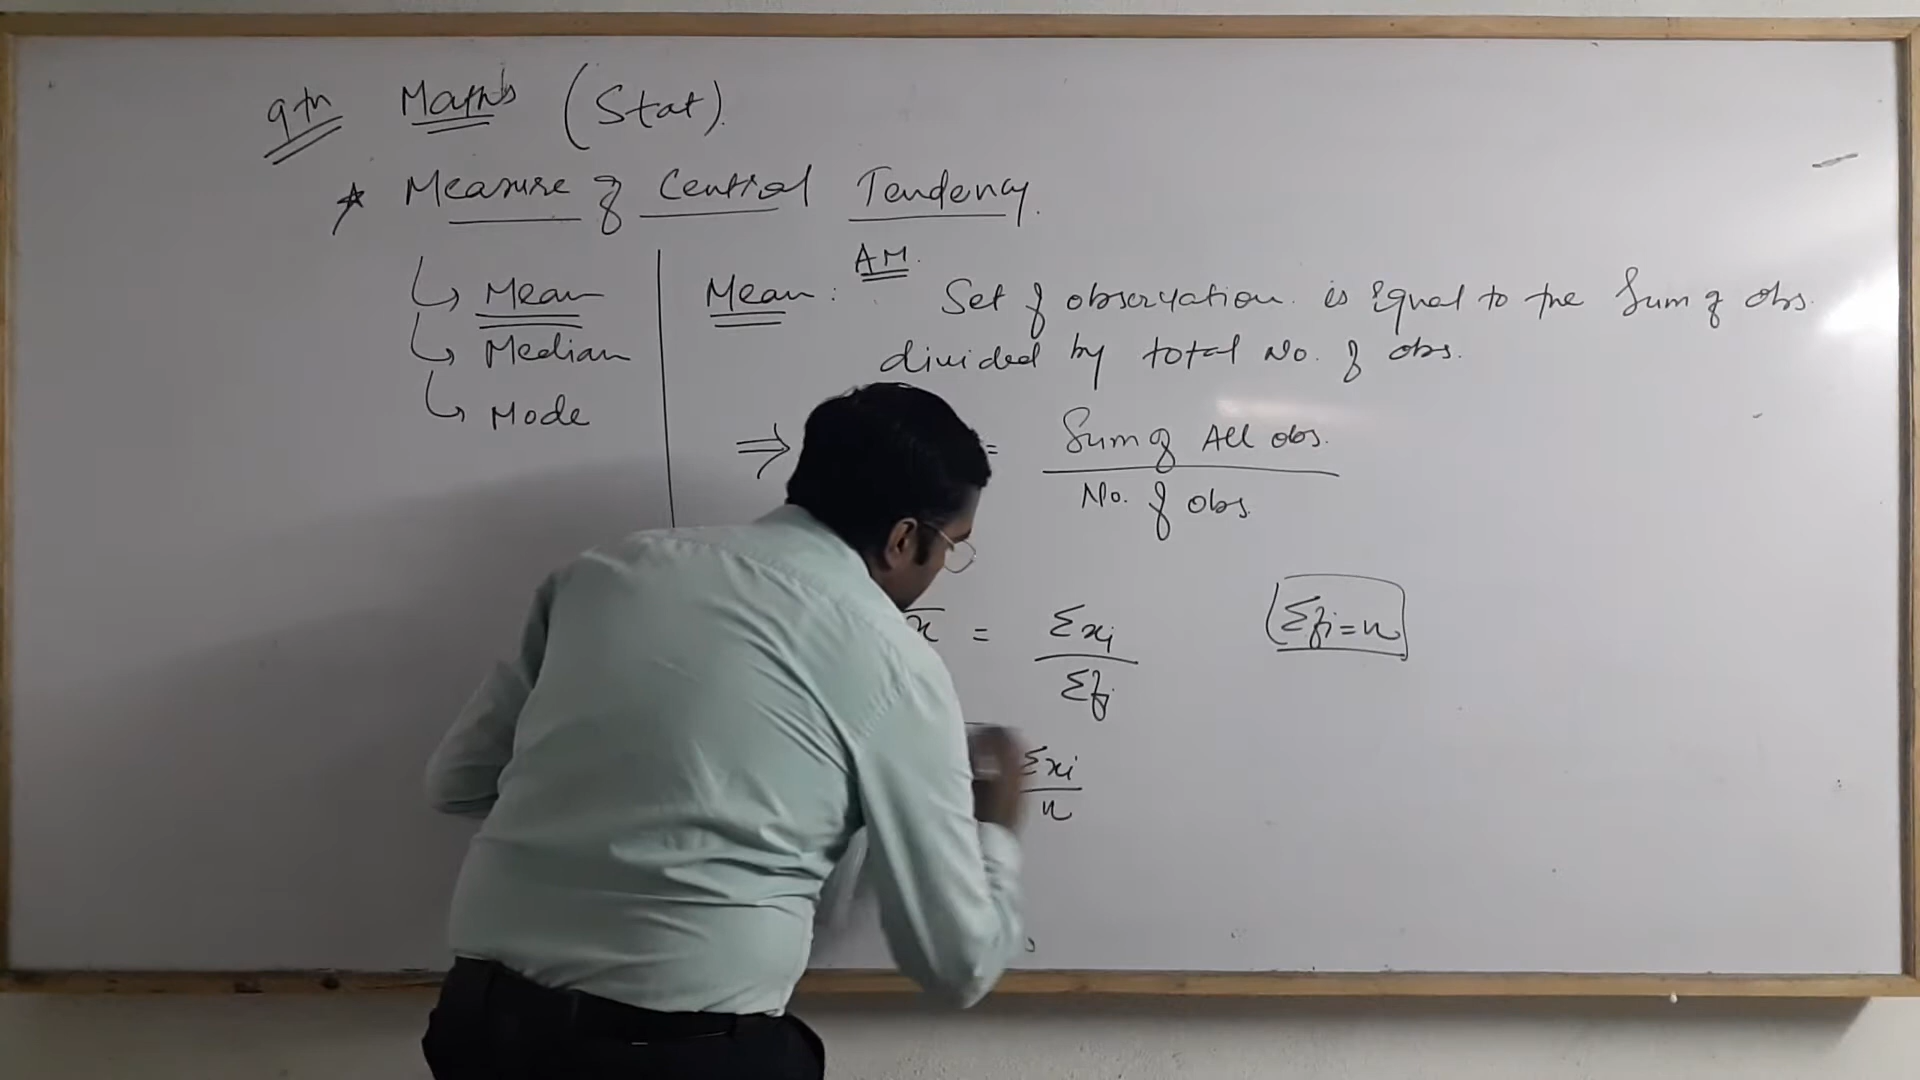 9th Maths (Stat).
* Measure of Central Tendency.
Mean
Median
Mode
Mean: AM.
Set of observation. is Equal to the Sum of obs.
divided by total No. of obs.
⇒ = Sum of All obs.
No. of obs.
x̄ = Σxi
Σfi
Σfi=n
Σxi
n